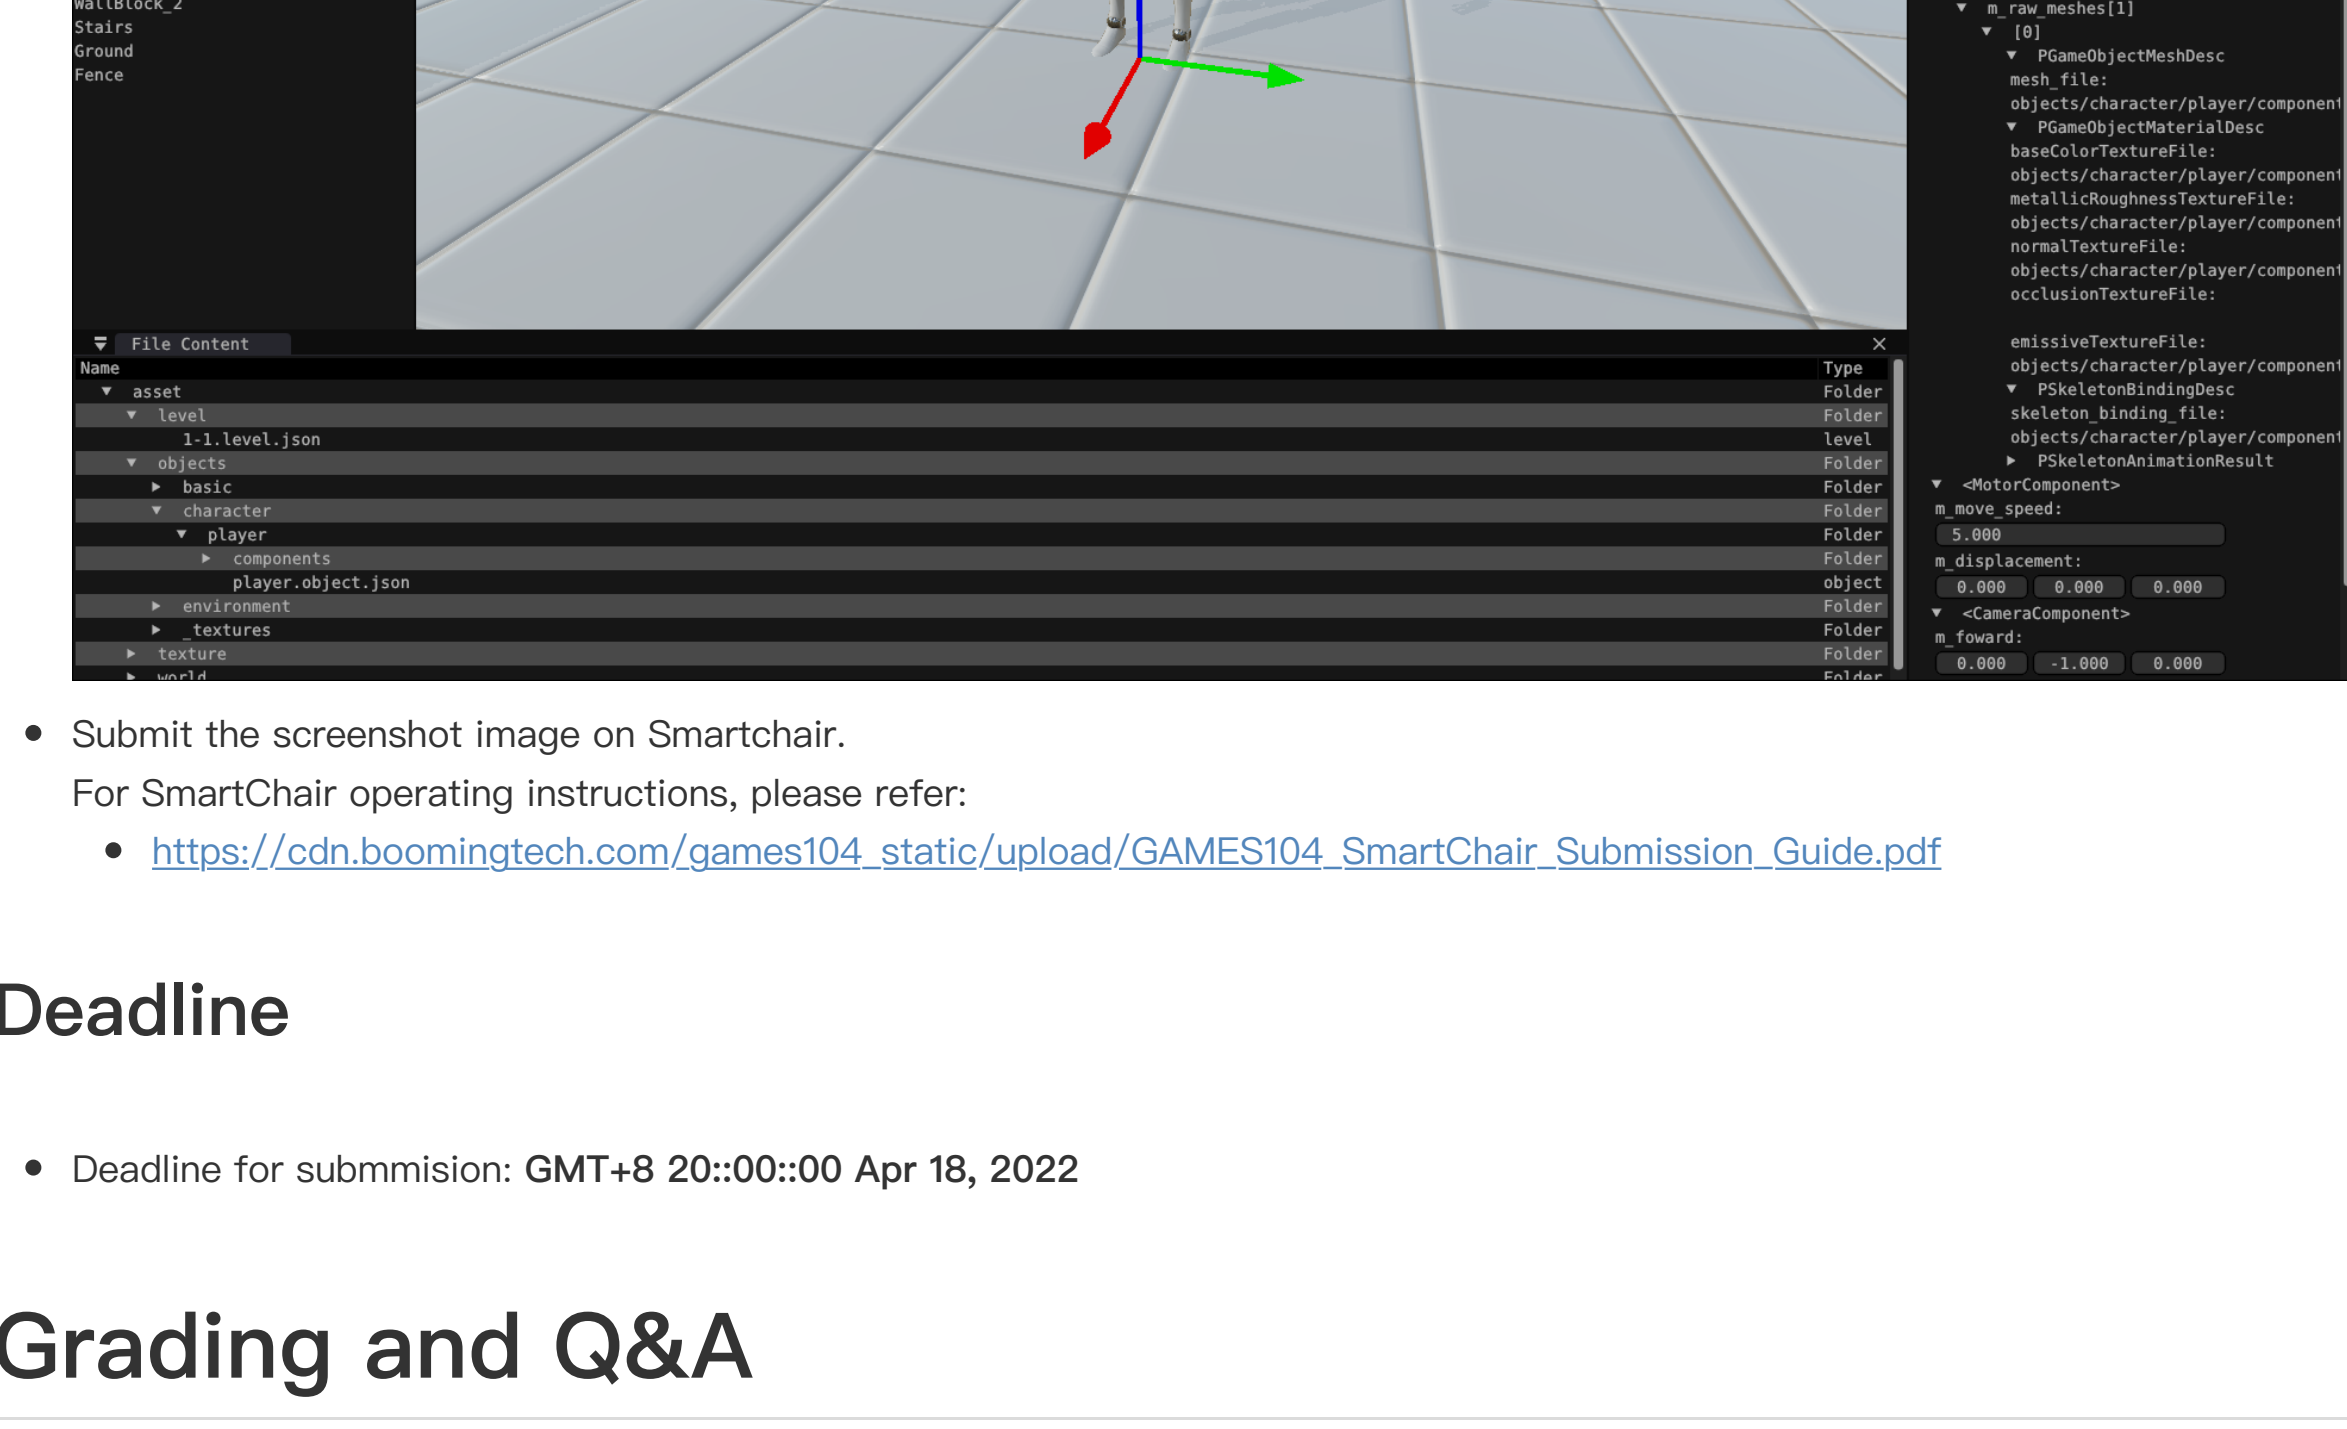 WallBlock_2
Stairs
Ground
Fence
m_raw_meshes[1]
[0]
PGameObjectMeshDesc
mesh_file:
objects/character/player/component
PGameObjectMaterialDesc
baseColorTextureFile:
objects/character/player/component
metallicRoughnessTextureFile:
objects/character/player/component
normalTextureFile:
objects/character/player/component
occlusionTextureFile:
emissiveTextureFile:
objects/character/player/component
PSkeletonBindingDesc
skeleton_binding_file:
objects/character/player/component
PSkeletonAnimationResult
<MotorComponent>
m_move_speed:
5.000
m_displacement:
0.000 0.000 0.000
<CameraComponent>
m_foward:
0.000 -1.000 0.000
File Content
Name Type
asset Folder
level Folder
1-1.level.json level
objects Folder
basic Folder
character Folder
player Folder
components Folder
player.object.json object
environment Folder
_textures Folder
texture Folder
world Folder
Submit the screenshot image on Smartchair.
For SmartChair operating instructions, please refer:
https://cdn.boomingtech.com/games104_static/upload/GAMES104_SmartChair_Submission_Guide.pdf
Deadline
Deadline for submmision: GMT+8 20::00::00 Apr 18, 2022
Grading and Q&A